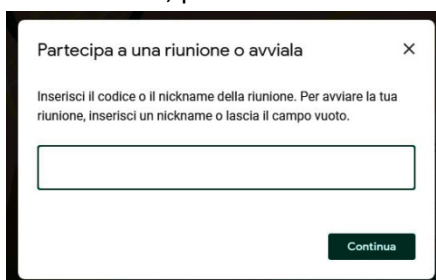 Partecipa a una riunione o avviala
Inserisci il codice o il nickname della riunione. Per avviare la tua
riunione, inserisci un nickname o lascia il campo vuoto.
Continua